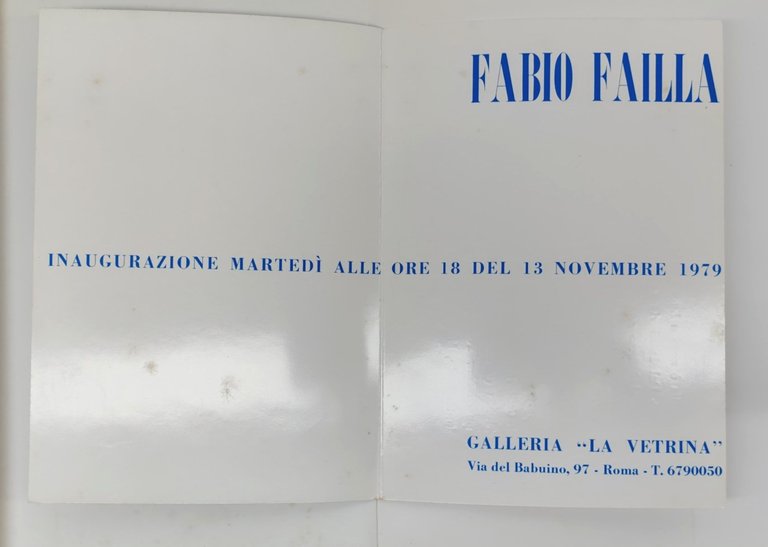 FABIO FAILLA
INAUGURAZIONE MARTEDÌ ALLE ORE 18 DEL 13 NOVEMBRE 1979
GALLERIA “LA VETRINA”
Via del Babuino, 97 - Roma - T. 6790050